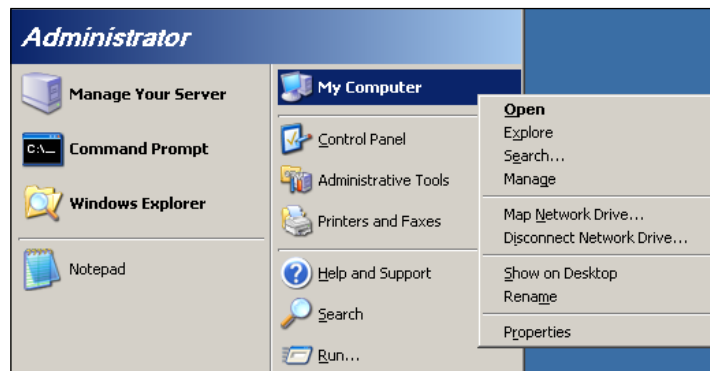 Administrator
Manage Your Server
C:\_
Command Prompt
Windows Explorer
Notepad
My Computer
Control Panel
Administrative Tools
Printers and Faxes
Help and Support
Search
Run...
Open
Explore
Search...
Manage
Map Network Drive...
Disconnect Network Drive...
Show on Desktop
Rename
Properties